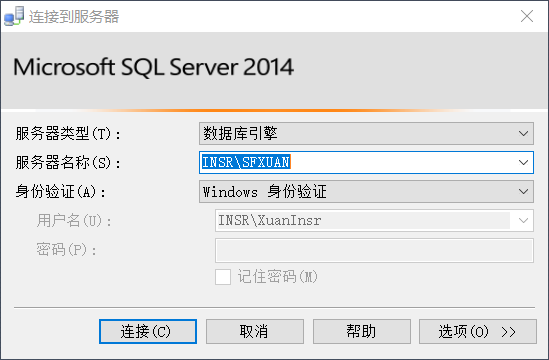 连接到服务器
Microsoft SQL Server 2014
服务器类型(T): 数据库引擎
服务器名称(S): INSR\SFXUAN
身份验证(A): Windows 身份验证
用户名(U): INSR\XuanInsr
密码(P):
记住密码(M)
连接(C) 取消 帮助 选项(O) >>